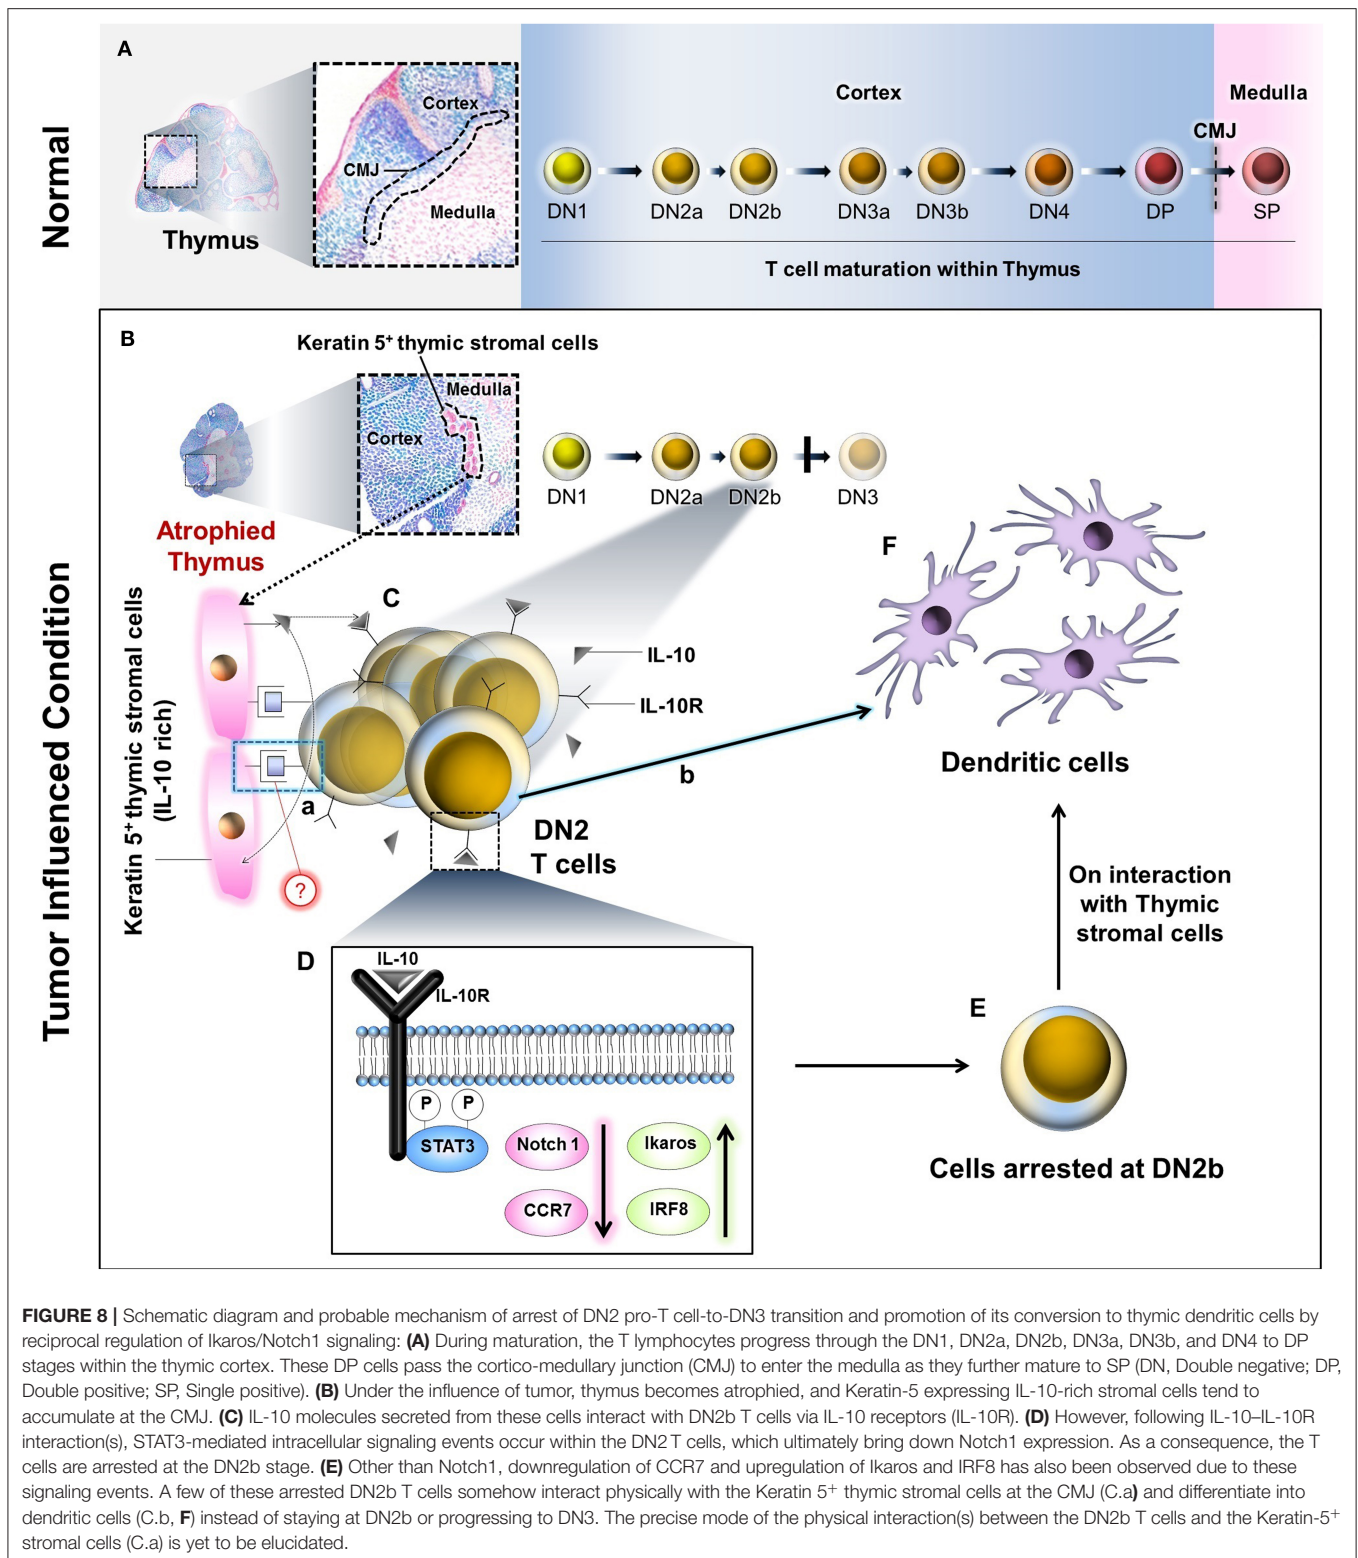 Normal
A
Thymus
Cortex
CMJ
Medulla
Cortex
Medulla
CMJ
DN1
DN2a
DN2b
DN3a
DN3b
DN4
DP
SP
T cell maturation within Thymus
Tumor Influenced Condition
B
Keratin 5⁺ thymic stromal cells
Medulla
Cortex
Atrophied
Thymus
DN1
DN2a
DN2b
DN3
Keratin 5⁺ thymic stromal cells
(IL-10 rich)
C
IL-10
IL-10R
a
?
b
DN2
T cells
F
Dendritic cells
On interaction
with Thymic
stromal cells
D
IL-10
IL-10R
P
P
STAT3
Notch 1
CCR7
Ikaros
IRF8
E
Cells arrested at DN2b
FIGURE 8 | Schematic diagram and probable mechanism of arrest of DN2 pro-T cell-to-DN3 transition and promotion of its conversion to thymic dendritic cells by
reciprocal regulation of Ikaros/Notch1 signaling: (A) During maturation, the T lymphocytes progress through the DN1, DN2a, DN2b, DN3a, DN3b, and DN4 to DP
stages within the thymic cortex. These DP cells pass the cortico-medullary junction (CMJ) to enter the medulla as they further mature to SP (DN, Double negative; DP,
Double positive; SP, Single positive). (B) Under the influence of tumor, thymus becomes atrophied, and Keratin-5 expressing IL-10-rich stromal cells tend to
accumulate at the CMJ. (C) IL-10 molecules secreted from these cells interact with DN2b T cells via IL-10 receptors (IL-10R). (D) However, following IL-10–IL-10R
interaction(s), STAT3-mediated intracellular signaling events occur within the DN2 T cells, which ultimately bring down Notch1 expression. As a consequence, the T
cells are arrested at the DN2b stage. (E) Other than Notch1, downregulation of CCR7 and upregulation of Ikaros and IRF8 has also been observed due to these
signaling events. A few of these arrested DN2b T cells somehow interact physically with the Keratin 5⁺ thymic stromal cells at the CMJ (C.a) and differentiate into
dendritic cells (C.b, F) instead of staying at DN2b or progressing to DN3. The precise mode of the physical interaction(s) between the DN2b T cells and the Keratin-5⁺
stromal cells (C.a) is yet to be elucidated.